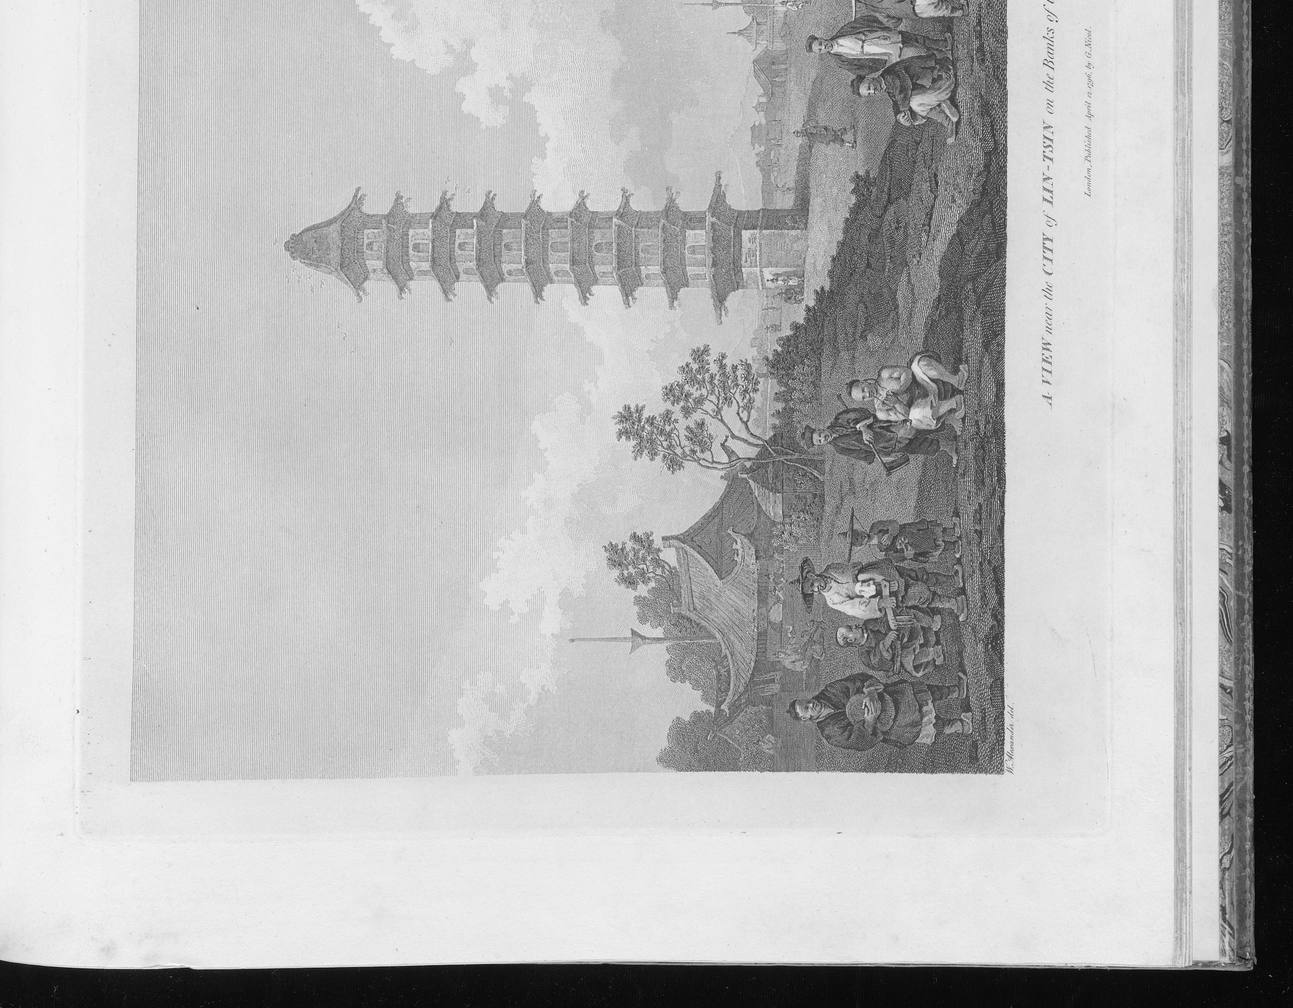 W. Alexander del.
A VIEW near the CITY of LIN-TSIN on the Banks of
London, Published April 12, 1796, by G. Nicol.